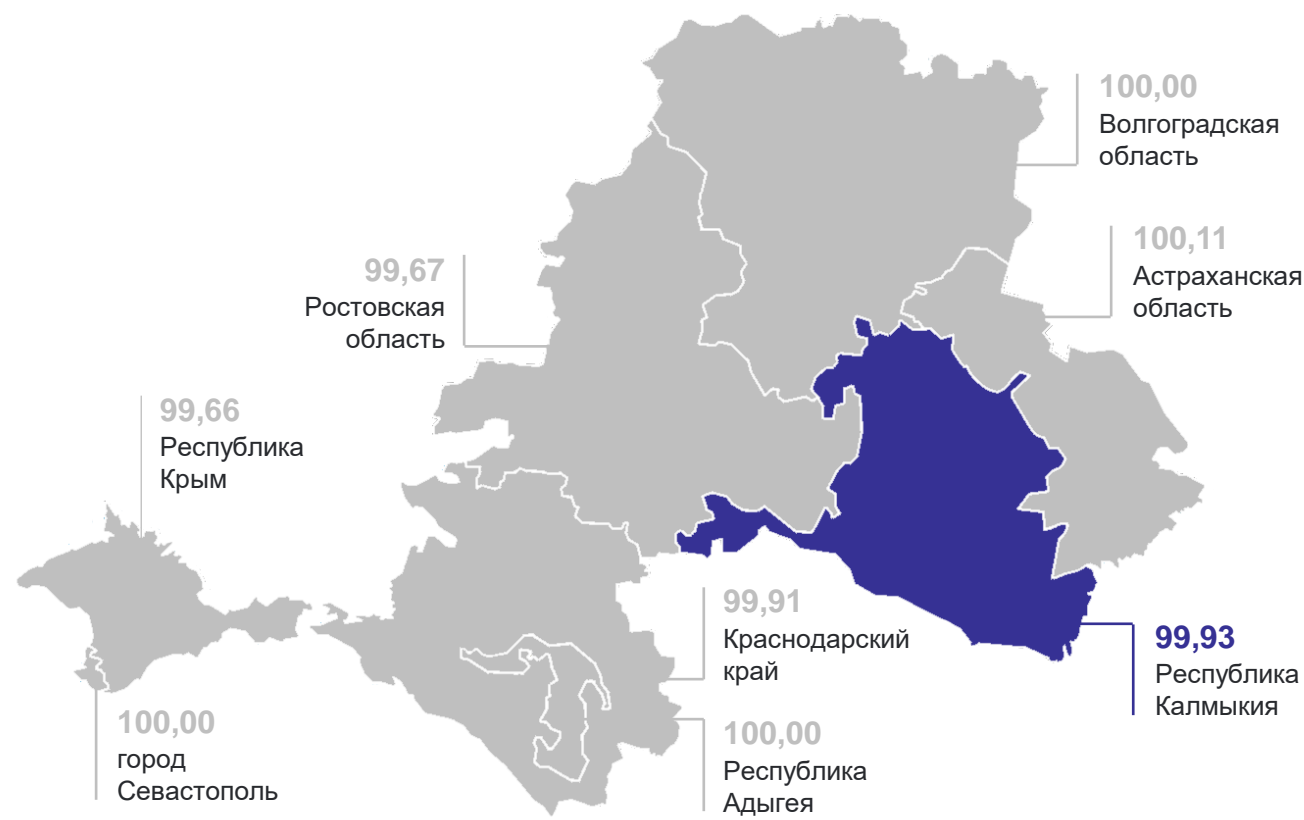 100,00
Волгоградская
область
100,11
Астраханская
область
99,67
Ростовская
область
99,66
Республика
Крым
99,91
Краснодарский
край
99,93
Республика
Калмыкия
100,00
город
Севастополь
100,00
Республика
Адыгея